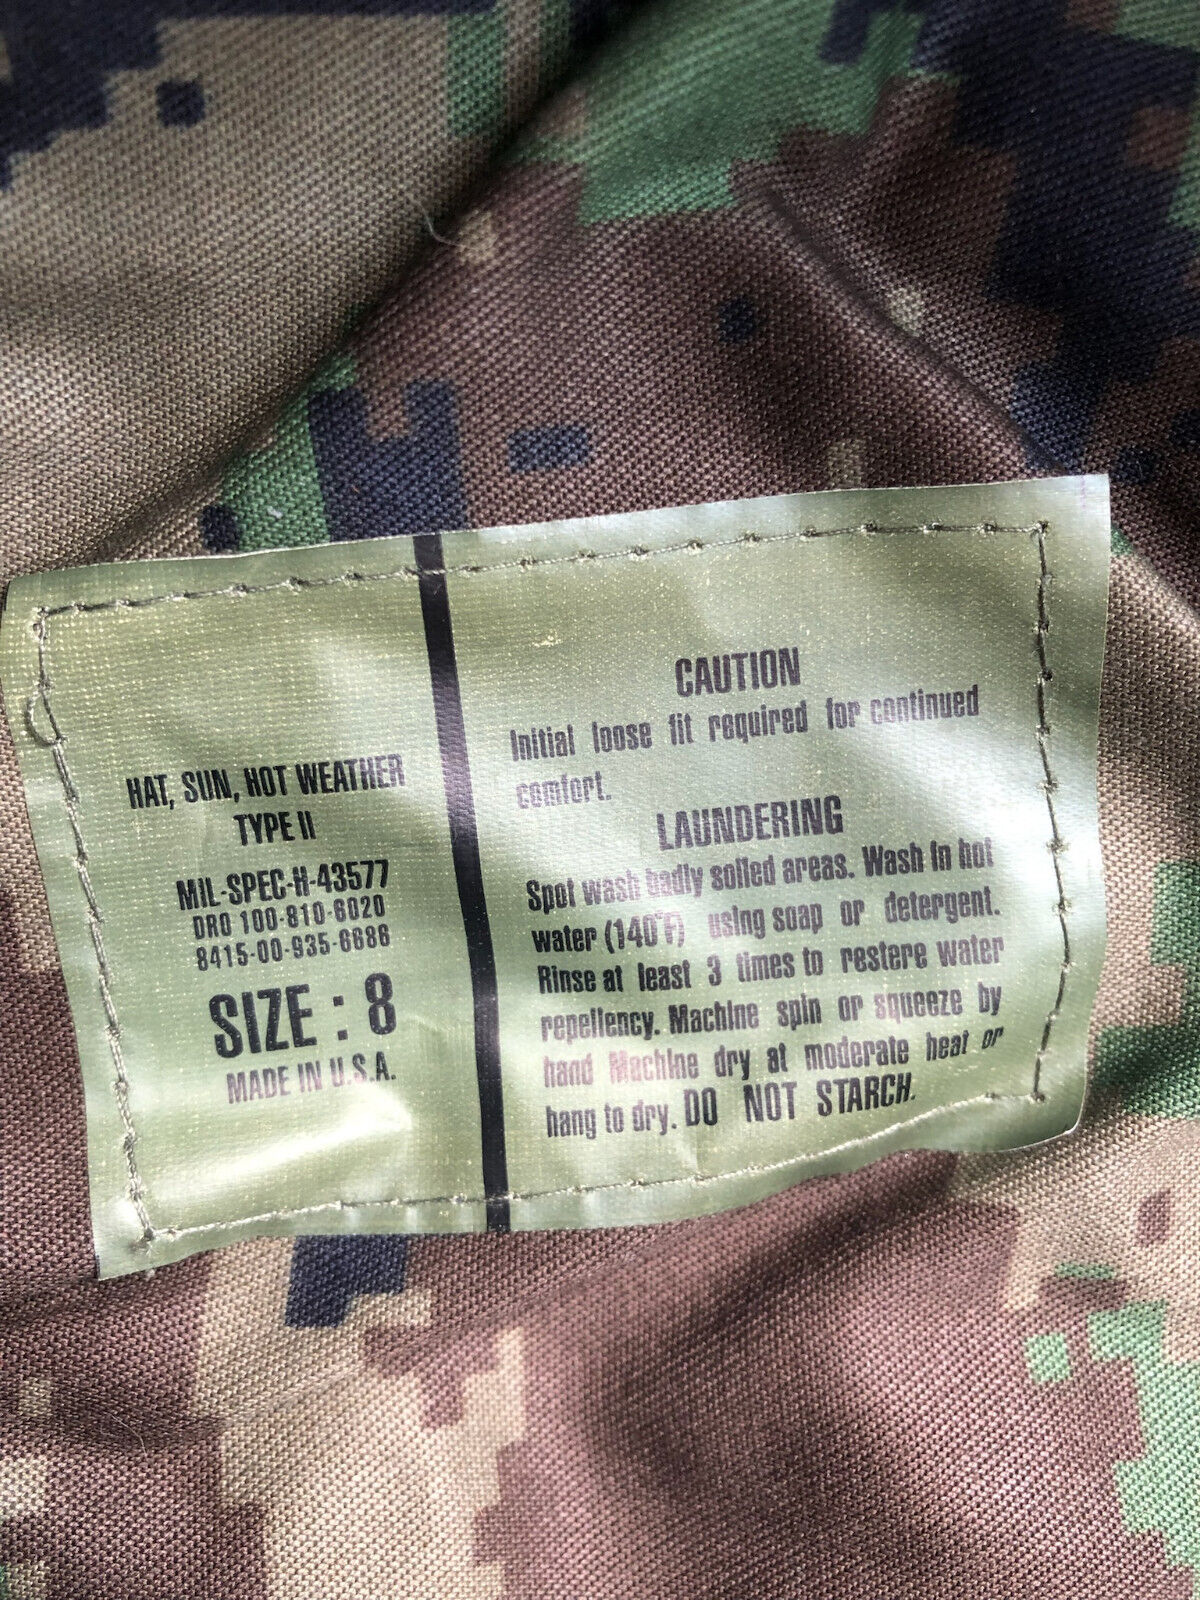 HAT, SUN, HOT WEATHER
TYPE II
MIL-SPEC-H-43577
DRO 100-810-6020
8415-00-935-6686
SIZE : 8
MADE IN U.S.A.
CAUTION
Initial loose fit required for continued
comfort.
LAUNDERING
Spot wash badly soiled areas. Wash in hot
water (140°F) using soap or detergent.
Rinse at least 3 times to restere water
repellency. Machine spin or squeeze by
hand Machine dry at moderate heat or
hang to dry. DO NOT STARCH.